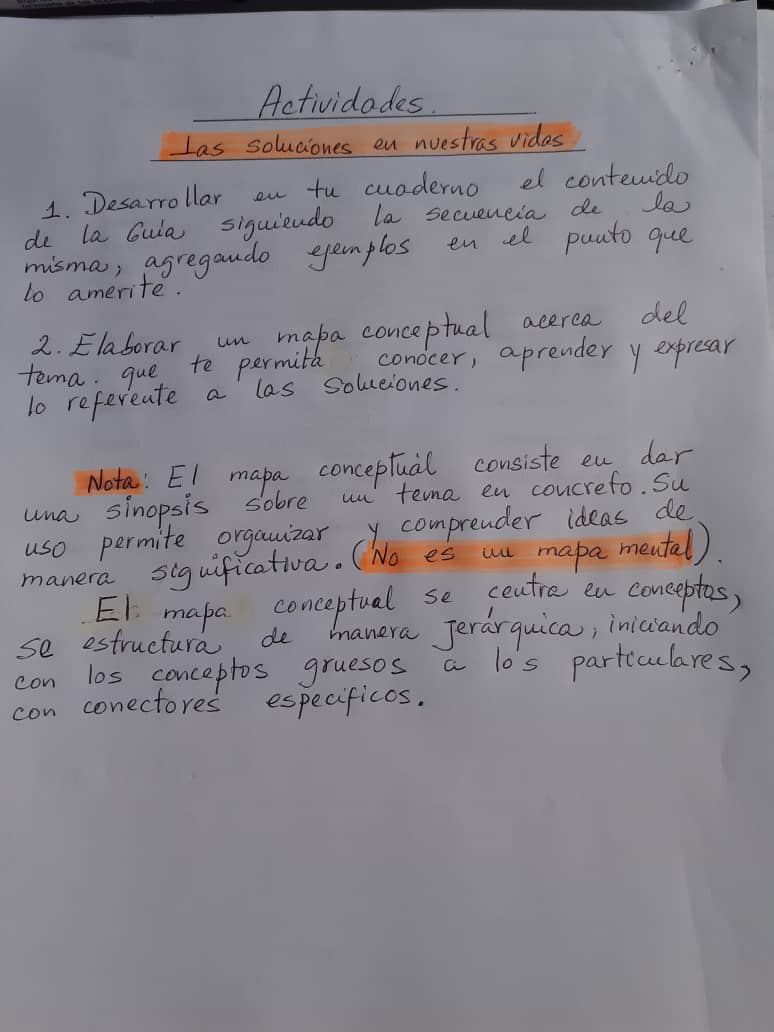 Actividades.
Las soluciones en nuestras vidas
1. Desarrollar en tu cuaderno el contenido
de la Guía siguiendo la secuencia de la
misma, agregando ejemplos en el punto que
lo amerite.
2. Elaborar un mapa conceptual acerca del
tema. que te permita conocer, aprender y expresar
lo referente a las soluciones.
Nota: El mapa conceptual consiste en dar
una sinopsis sobre un tema en concreto. Su
uso permite organizar y comprender ideas de
manera significativa. (No es un mapa mental).
El mapa conceptual se centra en conceptos,
se estructura de manera jerárquica, iniciando
con los conceptos gruesos a los particulares,
con conectores específicos.